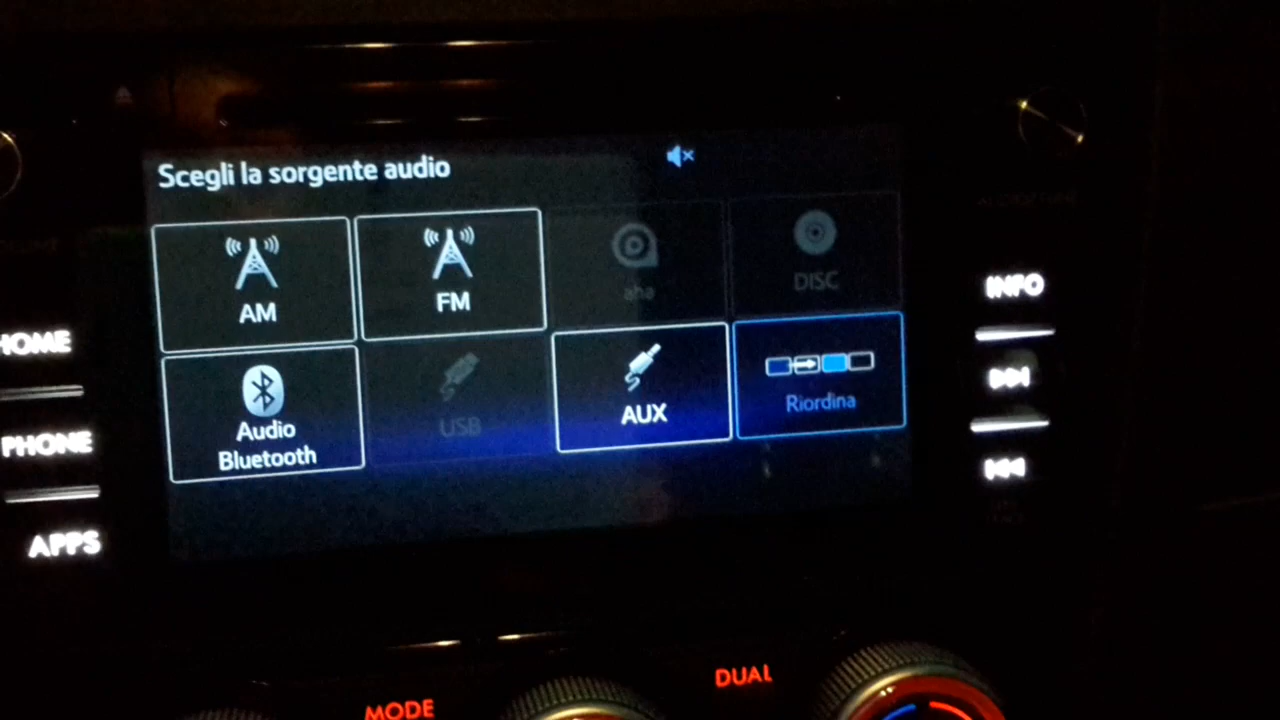 Scegli la sorgente audio
AM
FM
aha
DISC
Audio
Bluetooth
USB
AUX
Riordina
HOME
PHONE
APPS
INFO
MODE
DUAL